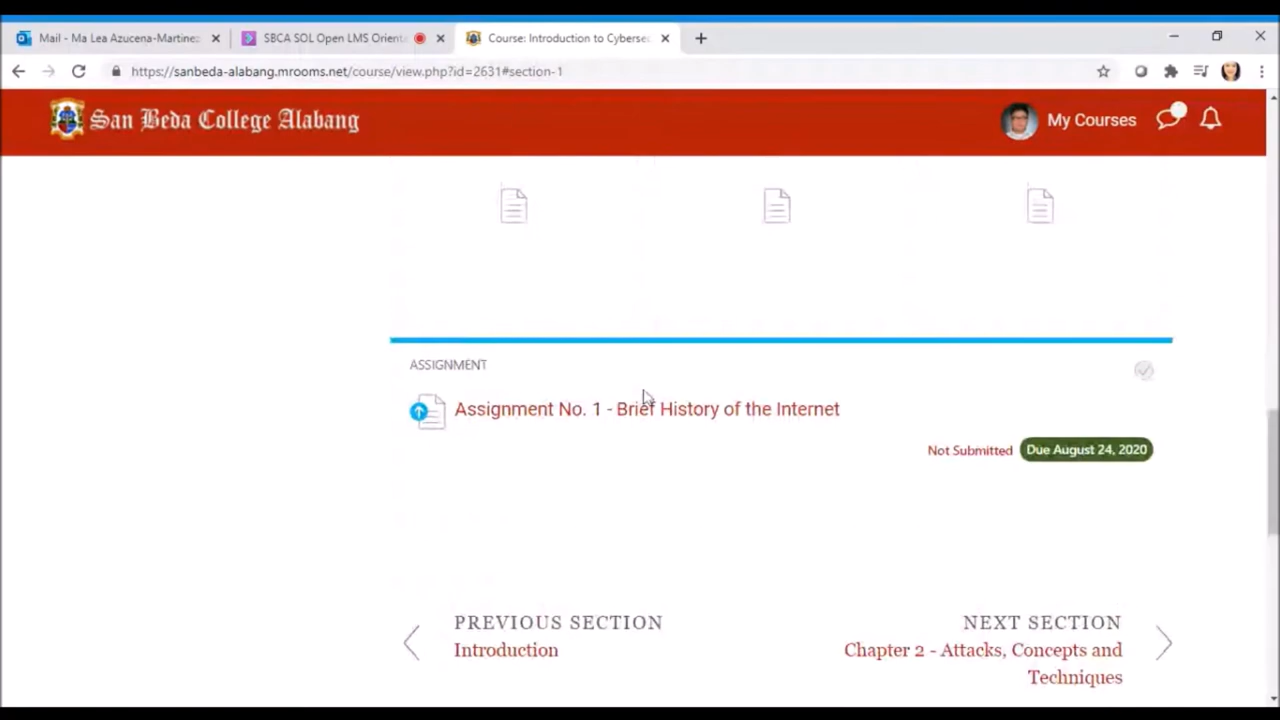 Mail - Ma Lea Azucena-Martinez
SBCA SOL Open LMS Orient
Course: Introduction to Cybersec
https://sanbeda-alabang.mrooms.net/course/view.php?id=2631#section-1
San Beda College Alabang
My Courses
ASSIGNMENT
Assignment No. 1 - Brief History of the Internet
Not Submitted
Due August 24, 2020
PREVIOUS SECTION
Introduction
NEXT SECTION
Chapter 2 - Attacks, Concepts and
Techniques